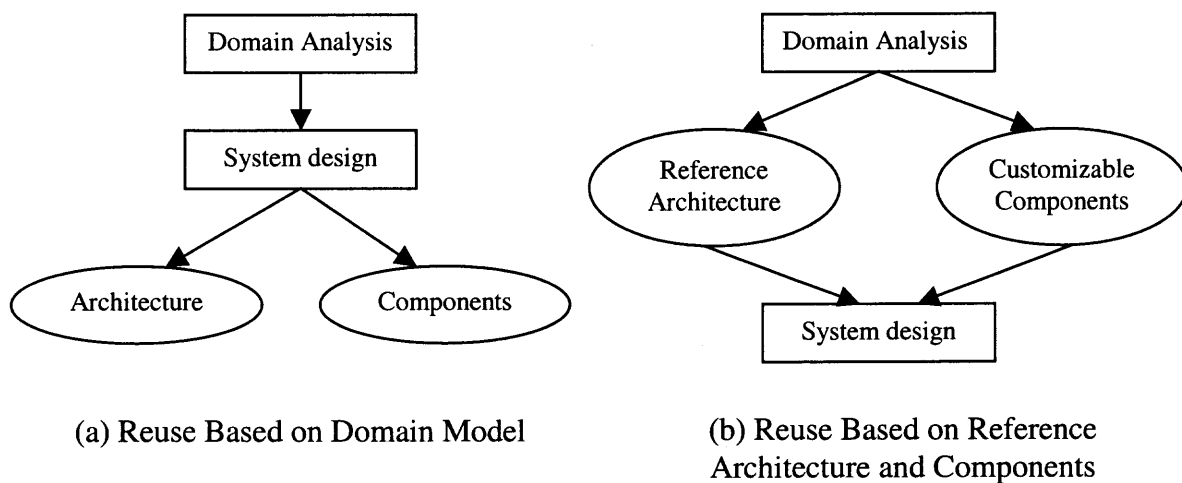 Domain Analysis
System design
Architecture
Components
(a) Reuse Based on Domain Model
Domain Analysis
Reference
Architecture
Customizable
Components
System design
(b) Reuse Based on Reference
Architecture and Components